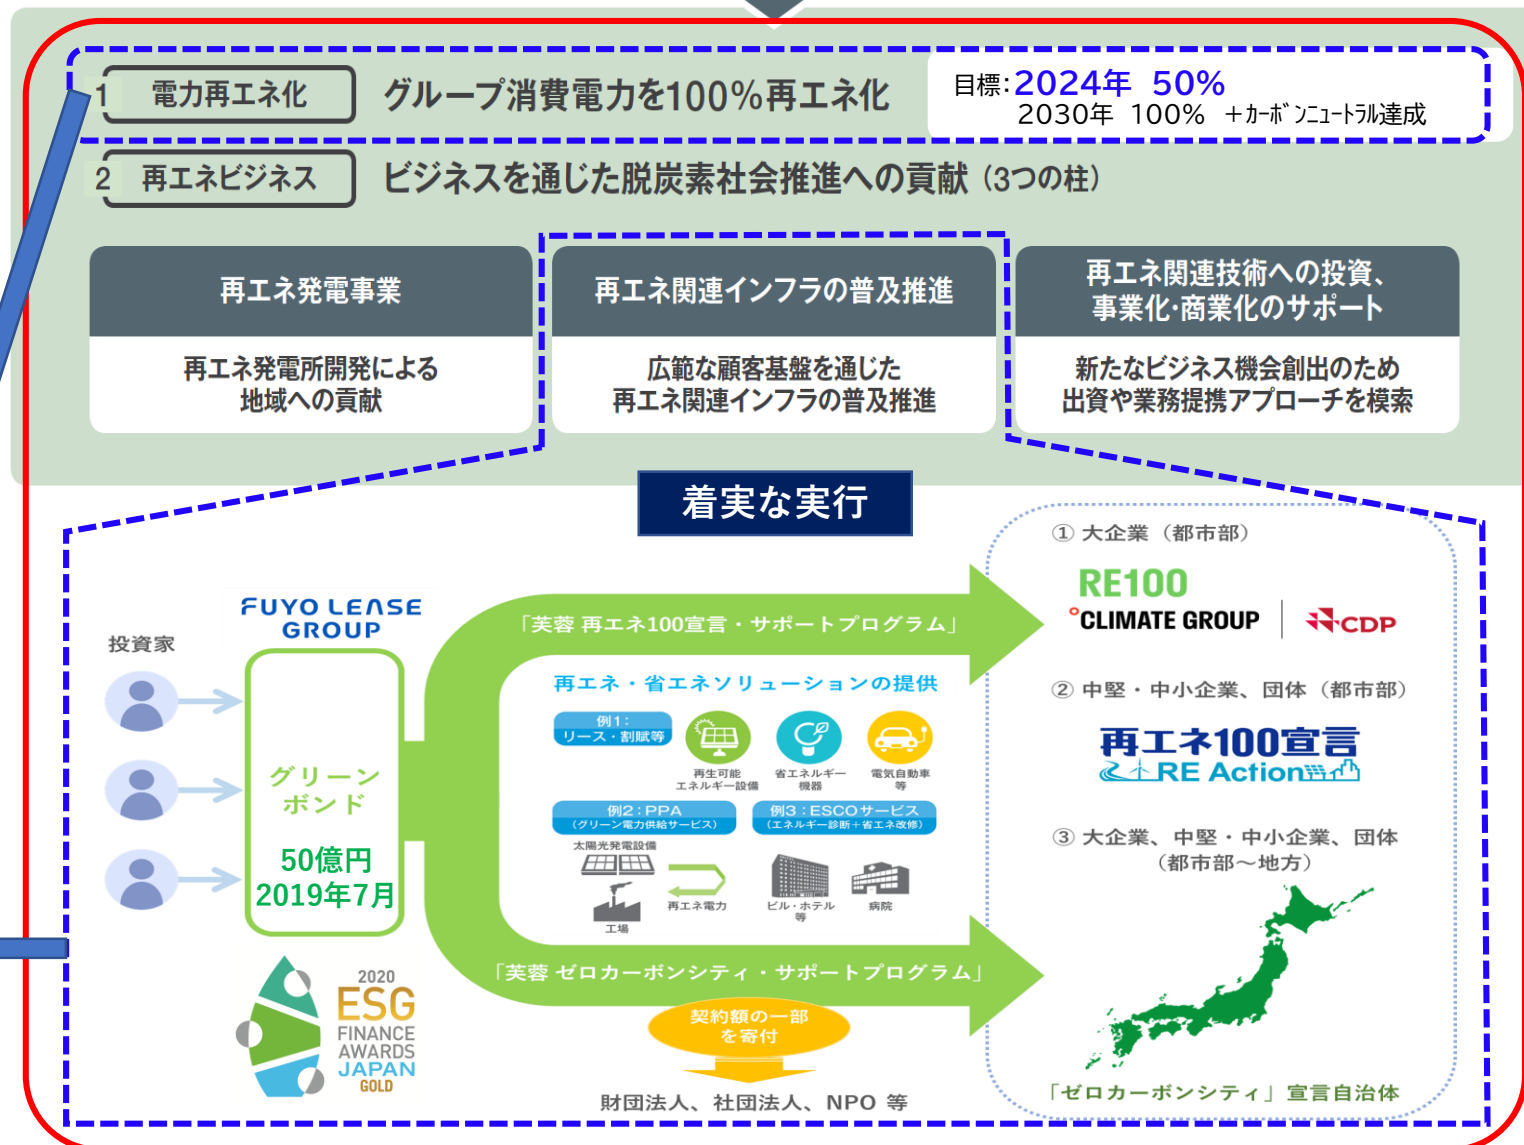 1 電力再エネ化 グループ消費電力を100%再エネ化
目標:2024年 50%
2030年 100% +ｶｰﾎﾞﾝﾆｭｰﾄﾗﾙ達成
2 再エネビジネス ビジネスを通じた脱炭素社会推進への貢献（3つの柱）
再エネ発電事業
再エネ発電所開発による
地域への貢献
再エネ関連インフラの普及推進
広範な顧客基盤を通じた
再エネ関連インフラの普及推進
再エネ関連技術への投資、
事業化・商業化のサポート
新たなビジネス機会創出のため
出資や業務提携アプローチを模索
着実な実行
投資家
FUYO LEASE
GROUP
グリーン
ボンド
50億円
2019年7月
2020
ESG
FINANCE
AWARDS
JAPAN
GOLD
「芙蓉 再エネ100宣言・サポートプログラム」
再エネ・省エネソリューションの提供
例1：
リース・割賦等
再生可能
エネルギー設備
省エネルギー
機器
電気自動車
等
例2：PPA
（グリーン電力供給サービス）
太陽光発電設備
工場
再エネ電力
例3：ESCOサービス
（エネルギー診断＋省エネ改修）
ビル・ホテル
等
病院
「芙蓉 ゼロカーボンシティ・サポートプログラム」
契約額の一部
を寄付
財団法人、社団法人、NPO 等
① 大企業（都市部）
RE100
°CLIMATE GROUP
CDP
② 中堅・中小企業、団体（都市部）
再エネ100宣言
RE Action
③ 大企業、中堅・中小企業、団体
（都市部～地方）
「ゼロカーボンシティ」宣言自治体